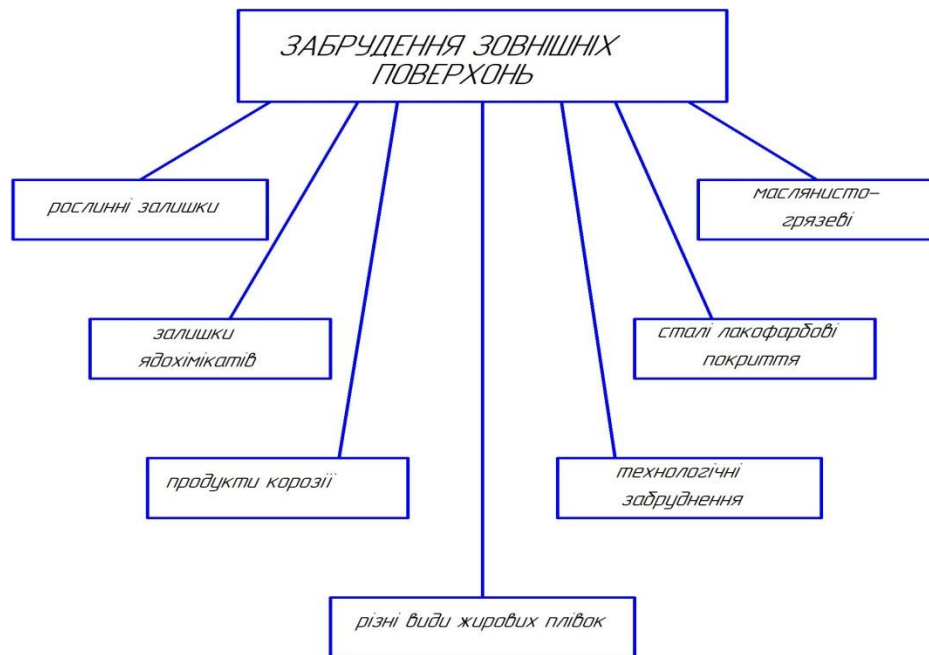 ЗАБРУДЕННЯ ЗОВНІШНІХ
ПОВЕРХОНЬ
рослинні залишки
маслянисто-
грязеві
залишки
ядохімікатів
сталі лакофарбові
покриття
продукти корозії
технологічні
забруднення
різні види жирових плівок